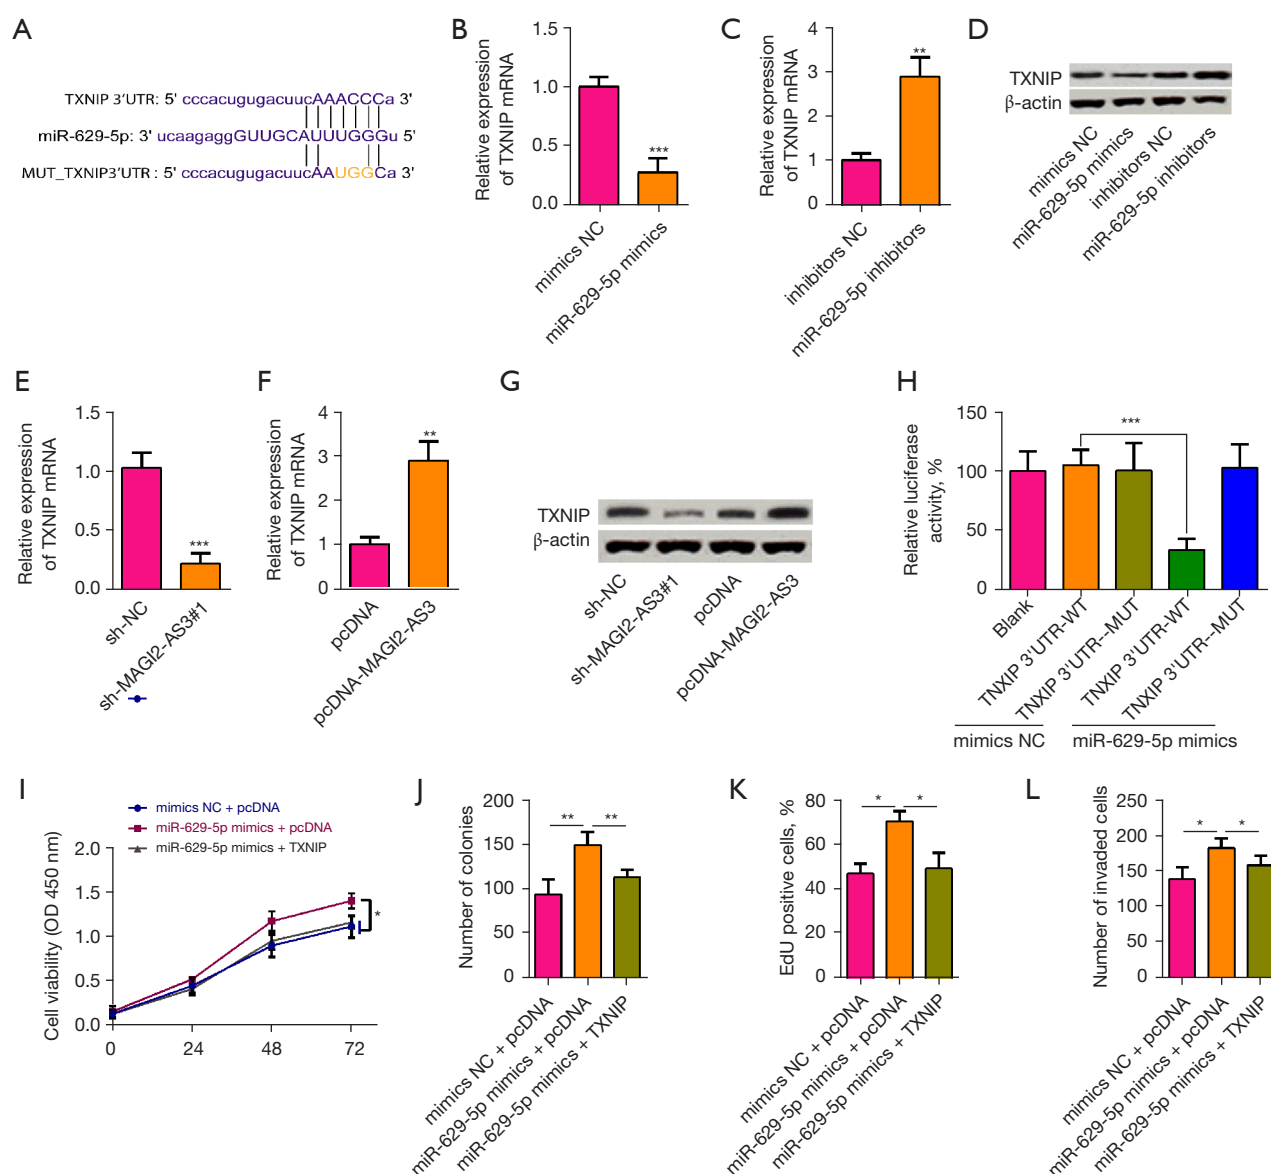 A
TXNIP 3'UTR: 5' cccacugugacuucAAACCCa 3'
miR-629-5p: 3' ucaagaggGUUGCAUUUGGGu 5'
MUT_TXNIP3'UTR : 5' cccacugugacuucAAUGGCa 3'
B
Relative expression
of TXNIP mRNA
1.5
1.0
0.5
0.0
***
mimics NC
miR-629-5p mimics
C
Relative expression
of TXNIP mRNA
4
3
2
1
0
**
inhibitors NC
miR-629-5p inhibitors
D
TXNIP
β-actin
mimics NC
miR-629-5p mimics
inhibitors NC
miR-629-5p inhibitors
E
Relative expression
of TXNIP mRNA
1.5
1.0
0.5
0.0
***
sh-NC
sh-MAGI2-AS3#1
F
Relative expression
of TXNIP mRNA
4
3
2
1
0
**
pcDNA
pcDNA-MAGI2-AS3
G
TXNIP
β-actin
sh-NC
sh-MAGI2-AS3#1
pcDNA
pcDNA-MAGI2-AS3
H
Relative luciferase
activity, %
150
100
50
0
***
Blank
TNXIP 3'UTR-WT
TNXIP 3'UTR--MUT
TNXIP 3'UTR-WT
TNXIP 3'UTR--MUT
mimics NC
miR-629-5p mimics
I
mimics NC + pcDNA
miR-629-5p mimics + pcDNA
miR-629-5p mimics + TXNIP
Cell viability (OD 450 nm)
2.0
1.5
1.0
0.5
0.0
*
0 24 48 72
J
Number of colonies
200
150
100
50
0
** **
mimics NC + pcDNA
miR-629-5p mimics + pcDNA
miR-629-5p mimics + TXNIP
K
EdU positive cells, %
80
60
40
20
0
* *
mimics NC + pcDNA
miR-629-5p mimics + pcDNA
miR-629-5p mimics + TXNIP
L
Number of invaded cells
250
200
150
100
50
0
* *
mimics NC + pcDNA
miR-629-5p mimics + pcDNA
miR-629-5p mimics + TXNIP